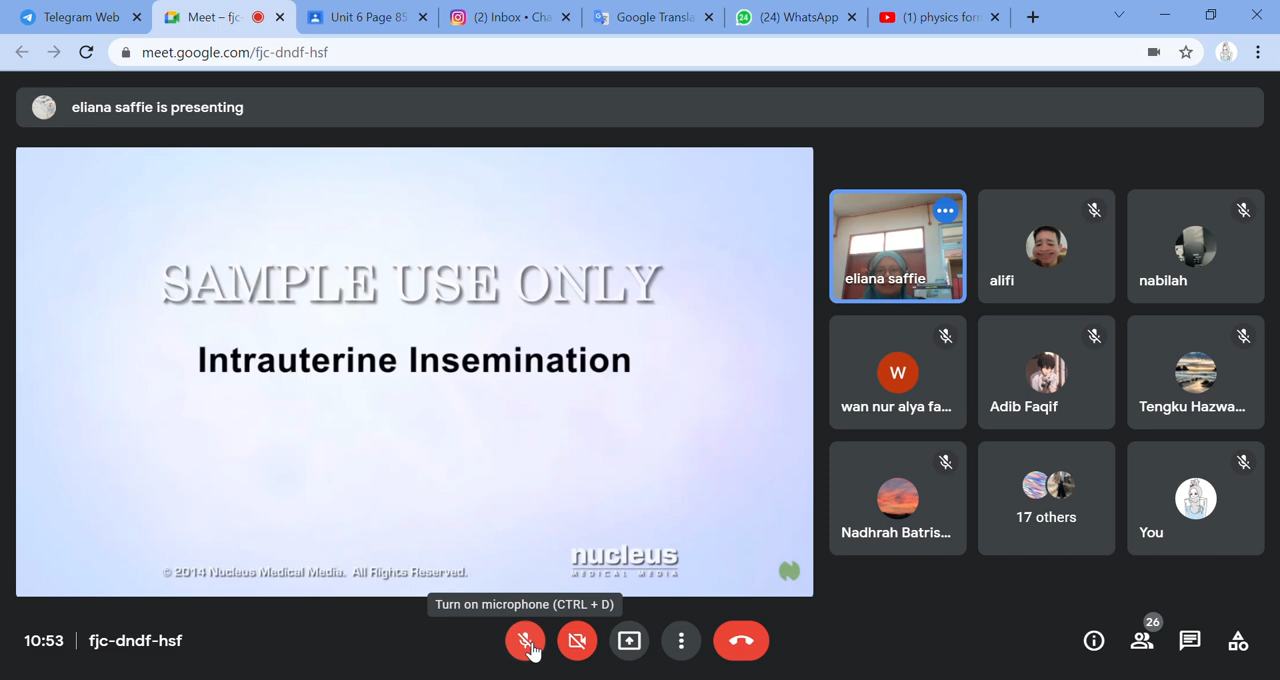 Telegram Web
Meet – fjc-
Unit 6 Page 85
(2) Inbox • Cha
Google Transla
24
(24) WhatsApp
(1) physics for
meet.google.com/fjc-dndf-hsf
eliana saffie is presenting
SAMPLE USE ONLY
Intrauterine Insemination
© 2014 Nucleus Medical Media. All Rights Reserved.
nucleus
MEDICAL MEDIA
eliana saffie
alifi
nabilah
W
wan nur alya fa...
Adib Faqif
Tengku Hazwa...
Nadhrah Batris...
17 others
You
Turn on microphone (CTRL + D)
10:53
fjc-dndf-hsf
26